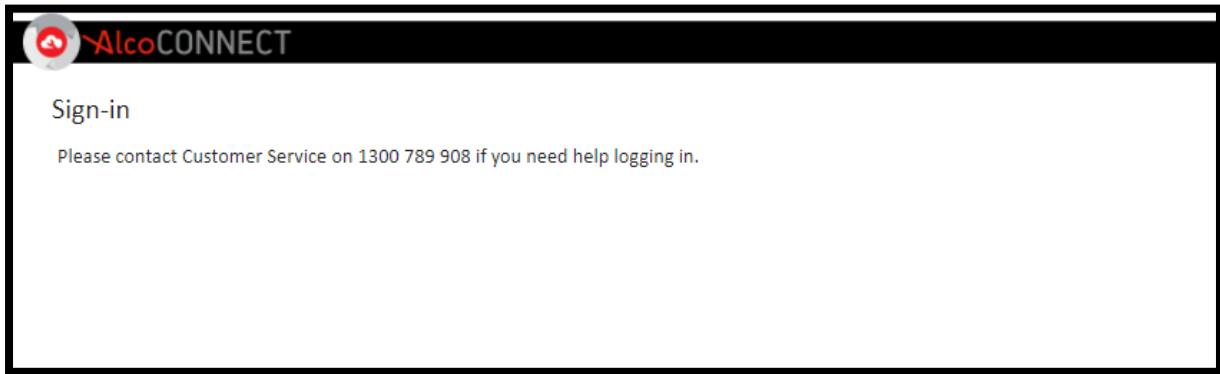 AlcoCONNECT
Sign-in
Please contact Customer Service on 1300 789 908 if you need help logging in.